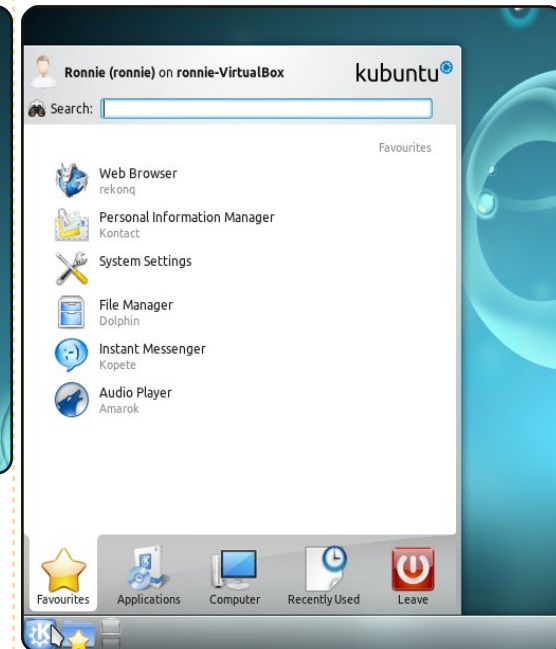 Ronnie (ronnie) on ronnie-VirtualBox
kubuntu
Search:
Favourites
Web Browser
rekonq
Personal Information Manager
Kontact
System Settings
File Manager
Dolphin
Instant Messenger
Kopete
Audio Player
Amarok
Favourites Applications Computer Recently Used Leave